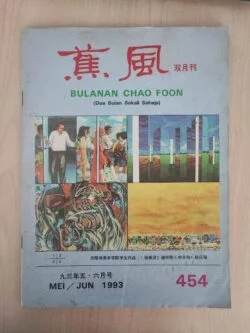 蕉風 双月刊
BULANAN CHAO FOON
(Dua Bulan Sekali Sahaja)
九三年五·六月号
MEI/JUN 1993
454